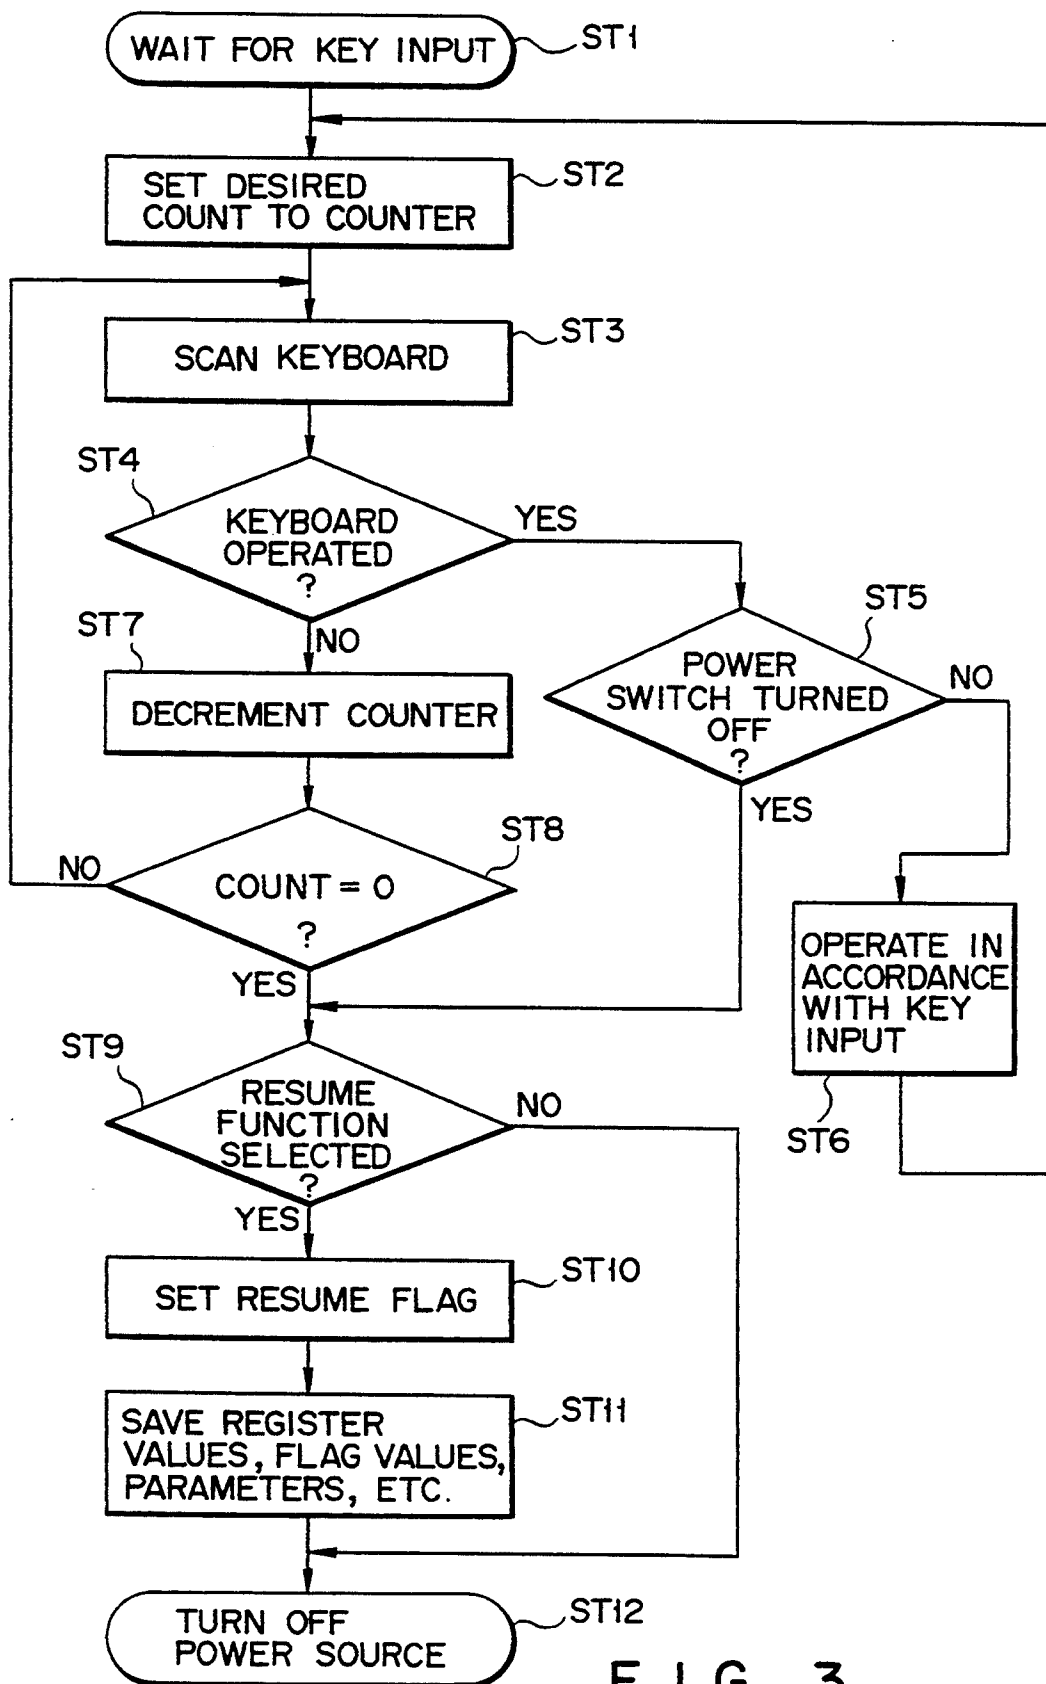 WAIT FOR KEY INPUT
ST1
SET DESIRED
COUNT TO COUNTER
ST2
SCAN KEYBOARD
ST3
ST4
KEYBOARD
OPERATED
?
YES
NO
ST5
POWER
SWITCH TURNED
OFF
?
NO
YES
ST7
DECREMENT COUNTER
ST8
COUNT = 0
?
NO
YES
OPERATE IN
ACCORDANCE
WITH KEY
INPUT
ST6
ST9
RESUME
FUNCTION
SELECTED
?
NO
YES
SET RESUME FLAG
ST10
SAVE REGISTER
VALUES, FLAG VALUES,
PARAMETERS, ETC.
ST11
TURN OFF
POWER SOURCE
ST12
FIG. 3